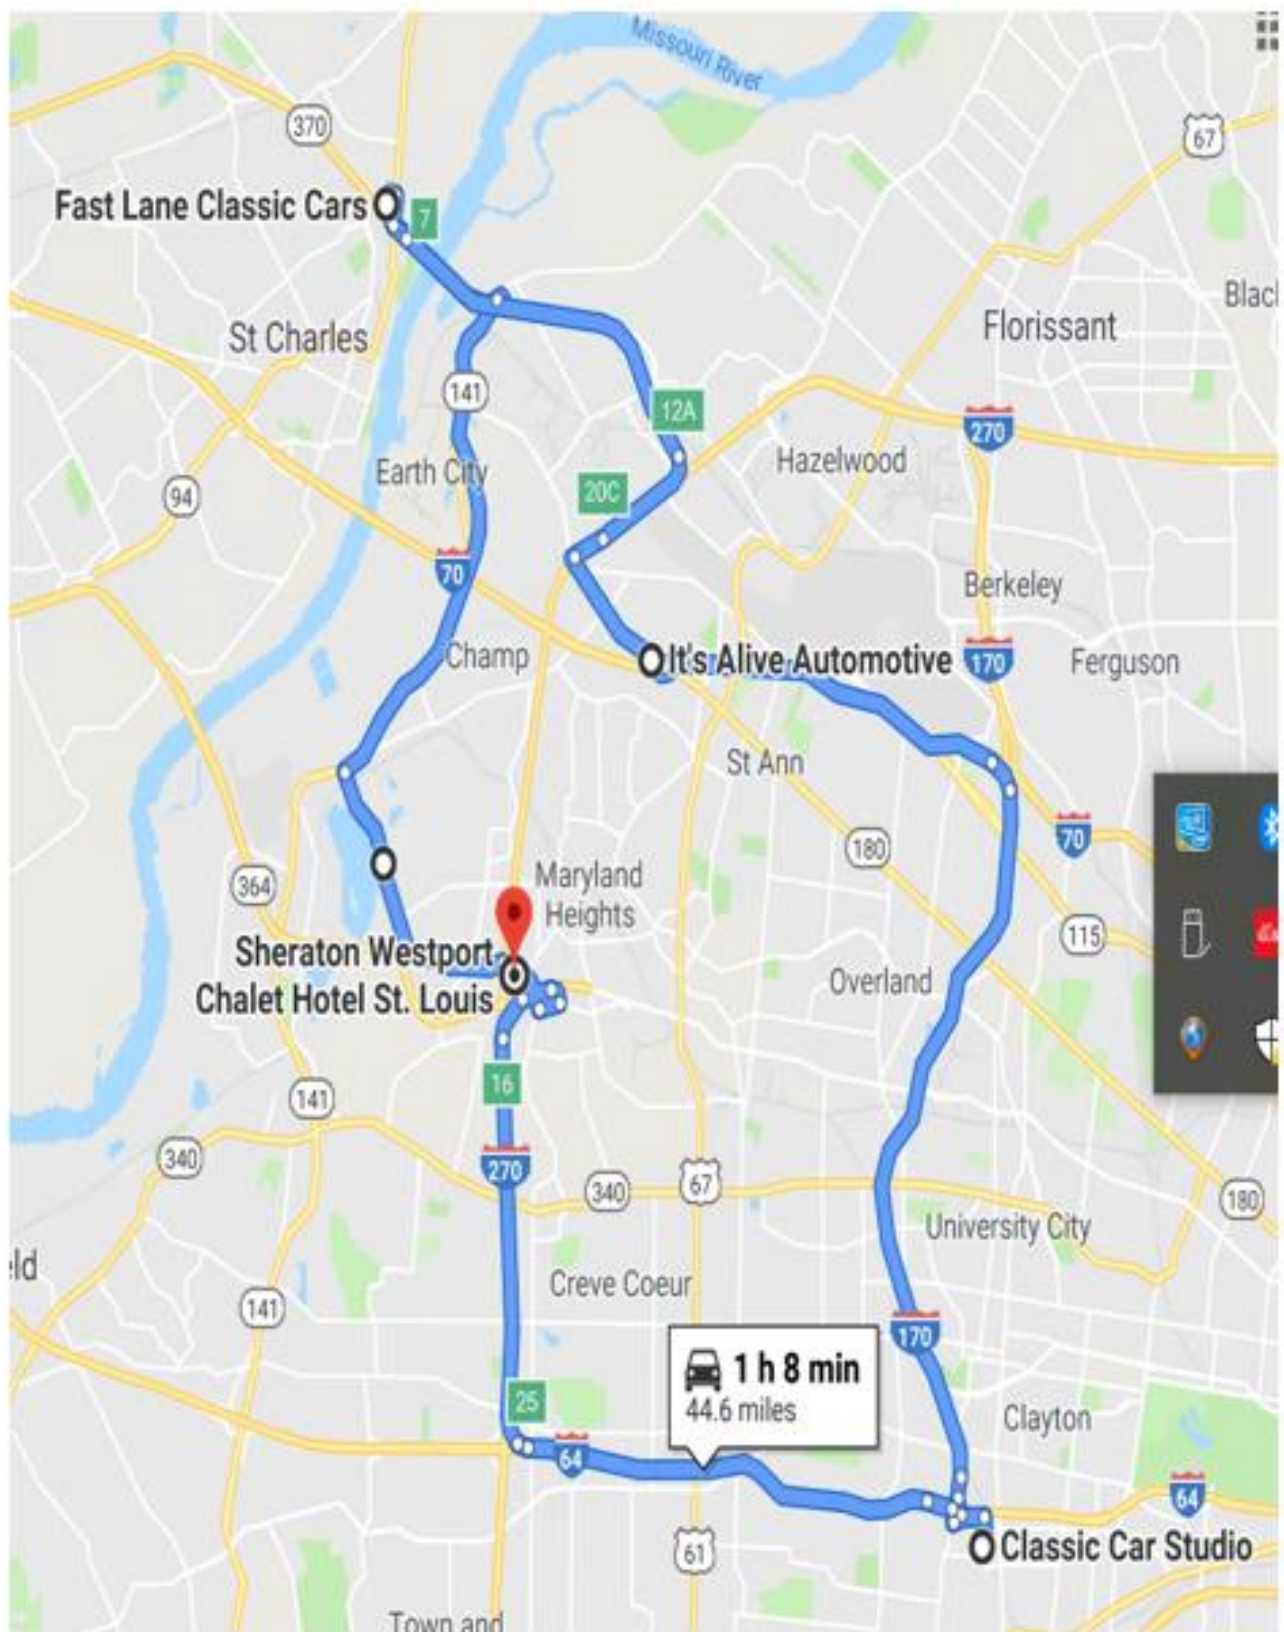 Missouri River
370
67
Fast Lane Classic Cars
7
St Charles
Florissant
141
12A
270
Earth City
Hazelwood
94
20C
70
Berkeley
Champ
It's Alive Automotive
170
Ferguson
St Ann
70
180
364
Maryland
Heights
115
Sheraton Westport
Chalet Hotel St. Louis
Overland
16
141
340
270
340
67
180
University City
Creve Coeur
141
170
1 h 8 min
44.6 miles
25
Clayton
64
64
61
Classic Car Studio
Town and